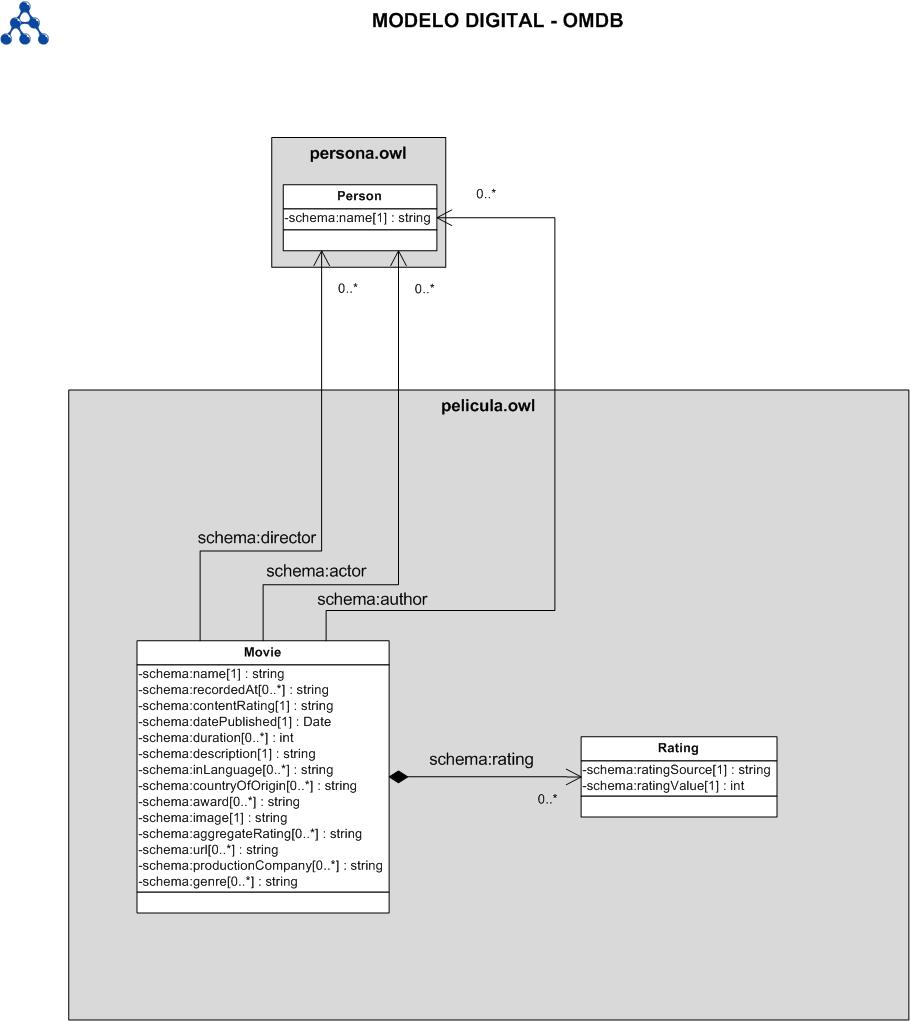 MODELO DIGITAL - OMDB
persona.owl
Person
-schema:name[1] : string
0..*
0..*
0..*
pelicula.owl
schema:director
schema:actor
schema:author
Movie
-schema:name[1] : string
-schema:recordedAt[0..*] : string
-schema:contentRating[1] : string
-schema:datePublished[1] : Date
-schema:duration[0..*] : int
-schema:description[1] : string
-schema:inLanguage[0..*] : string
-schema:countryOfOrigin[0..*] : string
-schema:award[0..*] : string
-schema:image[1] : string
-schema:aggregateRating[0..*] : string
-schema:url[0..*] : string
-schema:productionCompany[0..*] : string
-schema:genre[0..*] : string
schema:rating
0..*
Rating
-schema:ratingSource[1] : string
-schema:ratingValue[1] : int